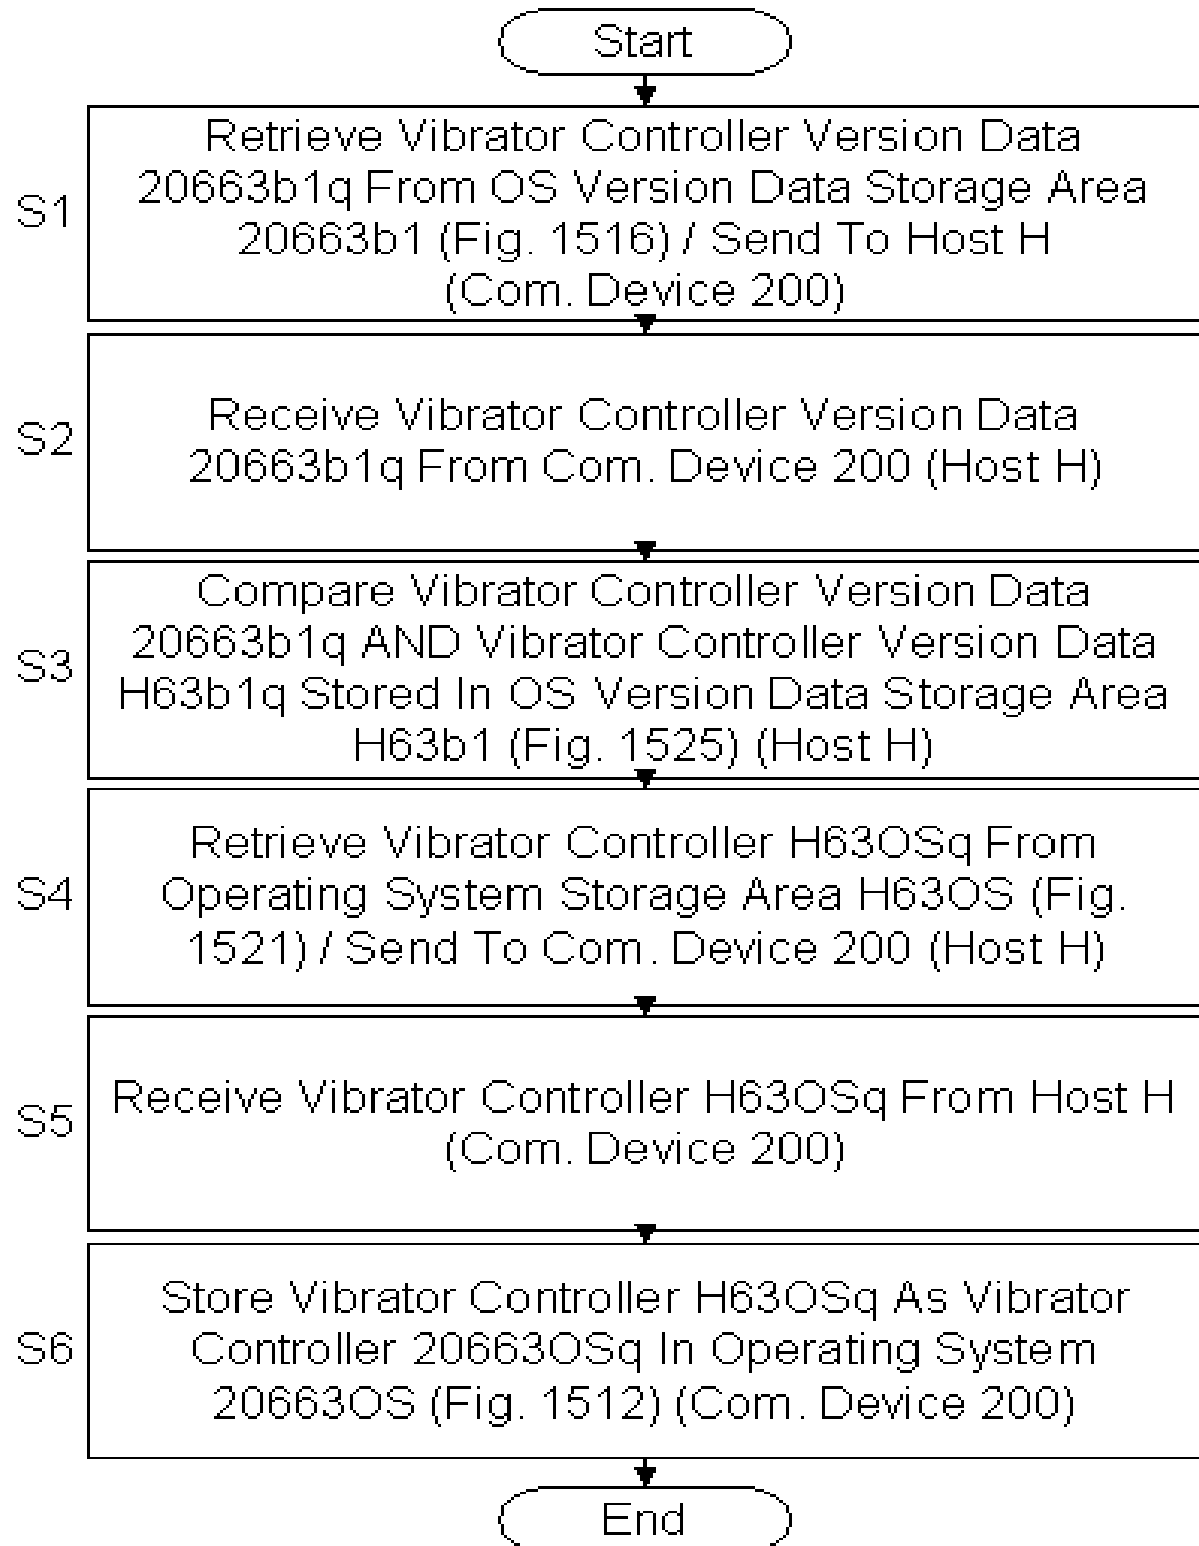 Start
S1
Retrieve Vibrator Controller Version Data
20663b1q From OS Version Data Storage Area
20663b1 (Fig. 1516) / Send To Host H
(Com. Device 200)
S2
Receive Vibrator Controller Version Data
20663b1q From Com. Device 200 (Host H)
S3
Compare Vibrator Controller Version Data
20663b1q AND Vibrator Controller Version Data
H63b1q Stored In OS Version Data Storage Area
H63b1 (Fig. 1525) (Host H)
S4
Retrieve Vibrator Controller H63OSq From
Operating System Storage Area H63OS (Fig.
1521) / Send To Com. Device 200 (Host H)
S5
Receive Vibrator Controller H63OSq From Host H
(Com. Device 200)
S6
Store Vibrator Controller H63OSq As Vibrator
Controller 20663OSq In Operating System
20663OS (Fig. 1512) (Com. Device 200)
End